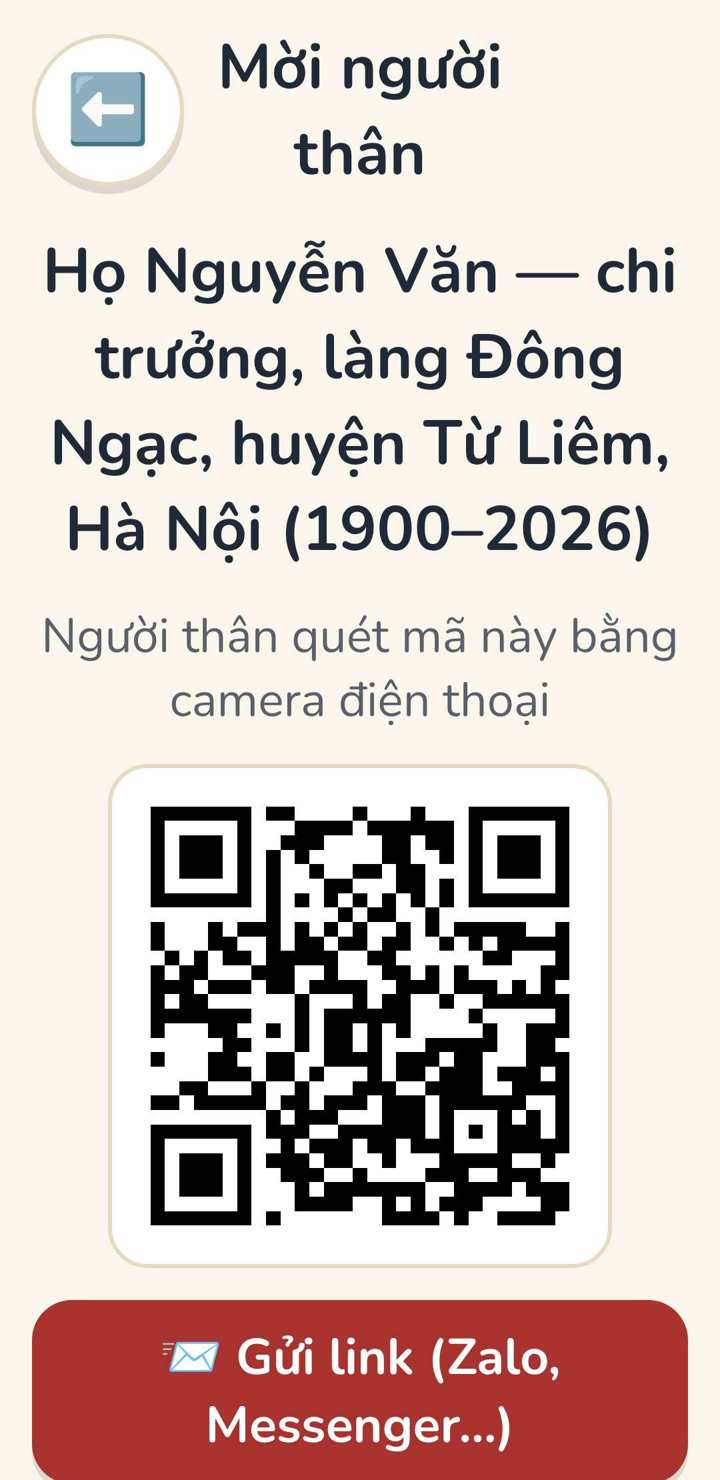 Mời người
thân
Họ Nguyễn Văn — chi
trưởng, làng Đông
Ngạc, huyện Từ Liêm,
Hà Nội (1900–2026)
Người thân quét mã này bằng
camera điện thoại
Gửi link (Zalo,
Messenger...)